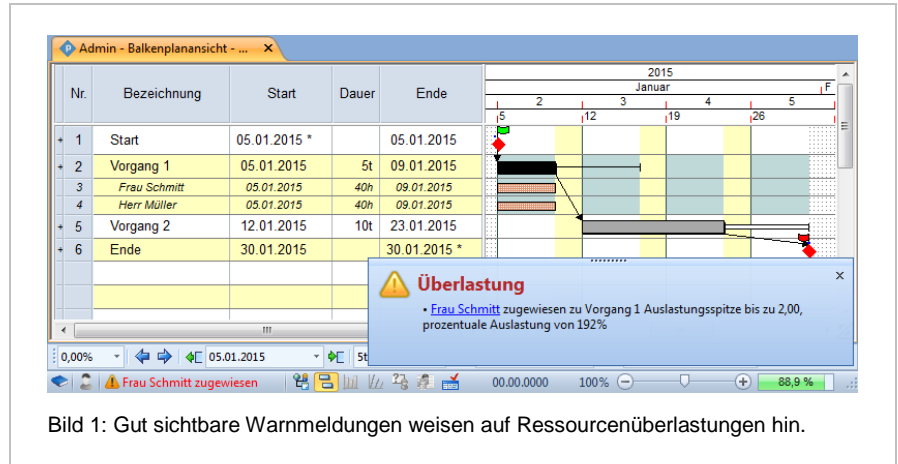 Admin - Balkenplanansicht - ... ×
Nr. Bezeichnung Start Dauer Ende
2015
Januar F
2 3 4 5
5 12 19 26
+ 1 Start 05.01.2015 * 05.01.2015
+ 2 Vorgang 1 05.01.2015 5t 09.01.2015
3 Frau Schmitt 05.01.2015 40h 09.01.2015
4 Herr Müller 05.01.2015 40h 09.01.2015
+ 5 Vorgang 2 12.01.2015 10t 23.01.2015
+ 6 Ende 30.01.2015 30.01.2015 *
Überlastung ×
• Frau Schmitt zugewiesen zu Vorgang 1 Auslastungsspitze bis zu 2,00,
prozentuale Auslastung von 192%
0,00% 05.01.2015 5t
Frau Schmitt zugewiesen 00.00.0000 100% 88,9 %
Bild 1: Gut sichtbare Warnmeldungen weisen auf Ressourcenüberlastungen hin.